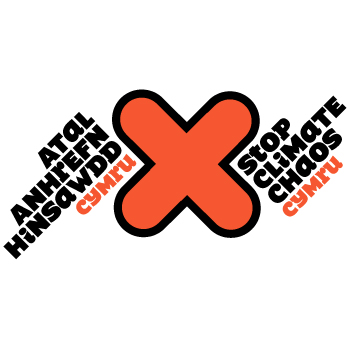 ATaL
ANHrEFN
HiNSaWDD
cymru
StOP
CLiMaTE
CHaOS
cymru